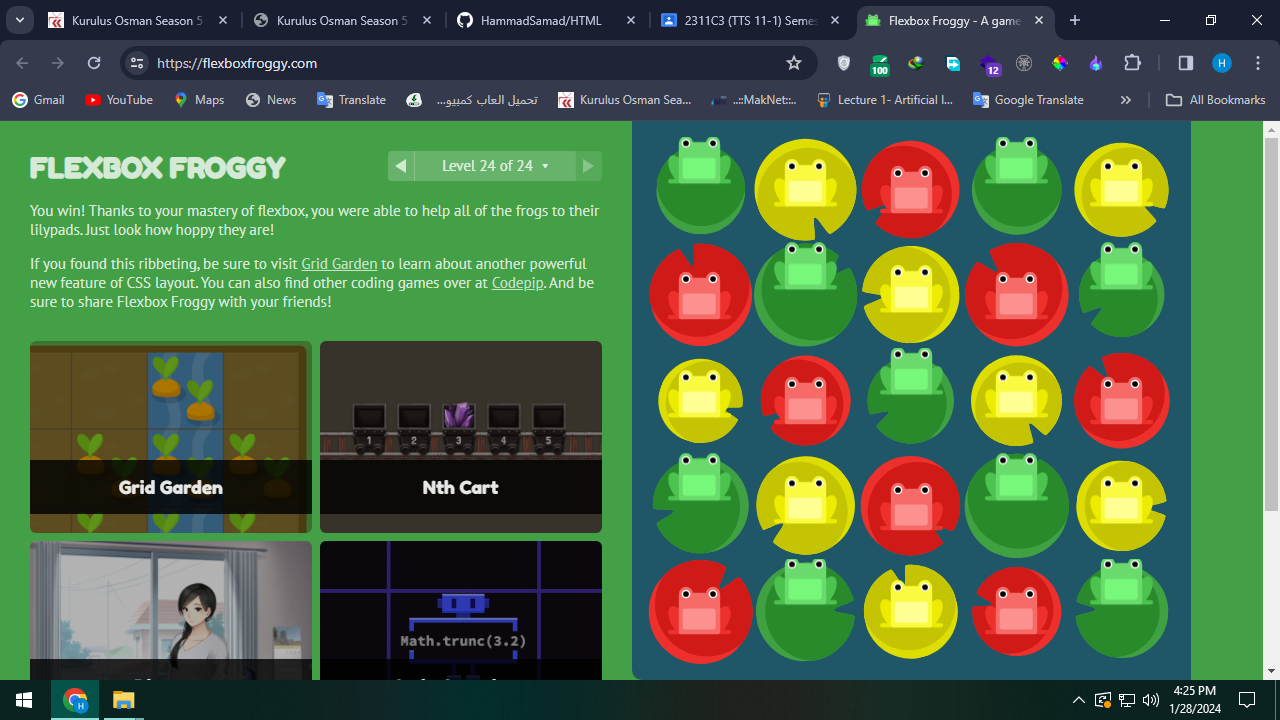 Kurulus Osman Season 5
Kurulus Osman Season 5
HammadSamad/HTML
2311C3 (TTS 11-1) Semes
Flexbox Froggy - A game
https://flexboxfroggy.com
100
12
H
Gmail
YouTube
Maps
News
Translate
تحميل العاب كمبيو...
Kurulus Osman Sea...
..::MakNet::..
Lecture 1- Artificial I...
Google Translate
All Bookmarks
FLEXBOX FROGGY
Level 24 of 24
You win! Thanks to your mastery of flexbox, you were able to help all of the frogs to their
lilypads. Just look how hoppy they are!
If you found this ribbeting, be sure to visit Grid Garden to learn about another powerful
new feature of CSS layout. You can also find other coding games over at Codepip. And be
sure to share Flexbox Froggy with your friends!
1 2 3 4 5
Grid Garden
Nth Cart
Math.trunc(3.2)
H
4:25 PM
1/28/2024